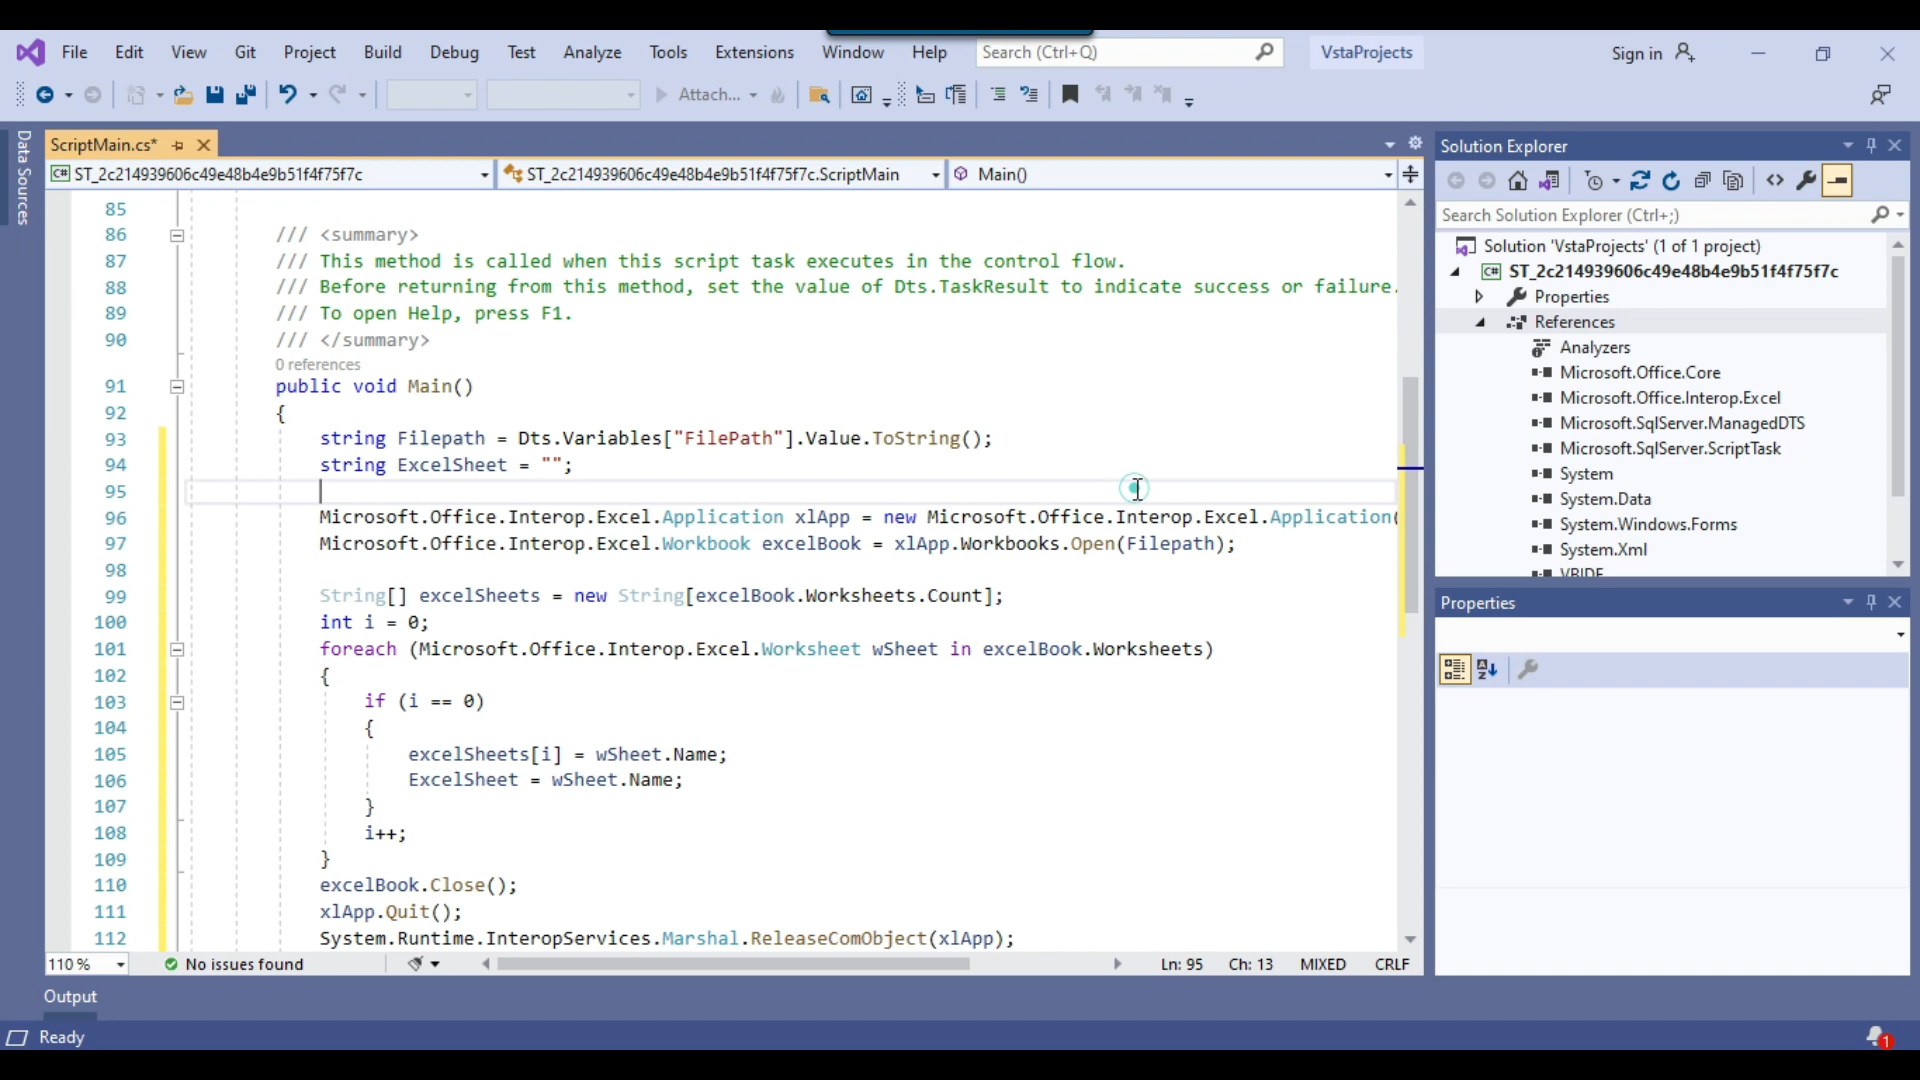 File Edit View Git Project Build Debug Test Analyze Tools Extensions Window Help Search (Ctrl+Q) VstaProjects Sign in
Attach...
Data Sources
ScriptMain.cs*
C# ST_2c214939606c49e48b4e9b51f4f75f7c ST_2c214939606c49e48b4e9b51f4f75f7c.ScriptMain Main()
85
86 /// <summary>
87 /// This method is called when this script task executes in the control flow.
88 /// Before returning from this method, set the value of Dts.TaskResult to indicate success or failure.
89 /// To open Help, press F1.
90 /// </summary>
0 references
91 public void Main()
92 {
93 string Filepath = Dts.Variables["FilePath"].Value.ToString();
94 string ExcelSheet = "";
95
96 Microsoft.Office.Interop.Excel.Application xlApp = new Microsoft.Office.Interop.Excel.Application(
97 Microsoft.Office.Interop.Excel.Workbook excelBook = xlApp.Workbooks.Open(Filepath);
98
99 String[] excelSheets = new String[excelBook.Worksheets.Count];
100 int i = 0;
101 foreach (Microsoft.Office.Interop.Excel.Worksheet wSheet in excelBook.Worksheets)
102 {
103 if (i == 0)
104 {
105 excelSheets[i] = wSheet.Name;
106 ExcelSheet = wSheet.Name;
107 }
108 i++;
109 }
110 excelBook.Close();
111 xlApp.Quit();
112 System.Runtime.InteropServices.Marshal.ReleaseComObject(xlApp);
110 % No issues found Ln: 95 Ch: 13 MIXED CRLF
Solution Explorer
Search Solution Explorer (Ctrl+;)
Solution 'VstaProjects' (1 of 1 project)
C# ST_2c214939606c49e48b4e9b51f4f75f7c
Properties
References
Analyzers
Microsoft.Office.Core
Microsoft.Office.Interop.Excel
Microsoft.SqlServer.ManagedDTS
Microsoft.SqlServer.ScriptTask
System
System.Data
System.Windows.Forms
System.Xml
VBIDE
Properties
Output
Ready
1